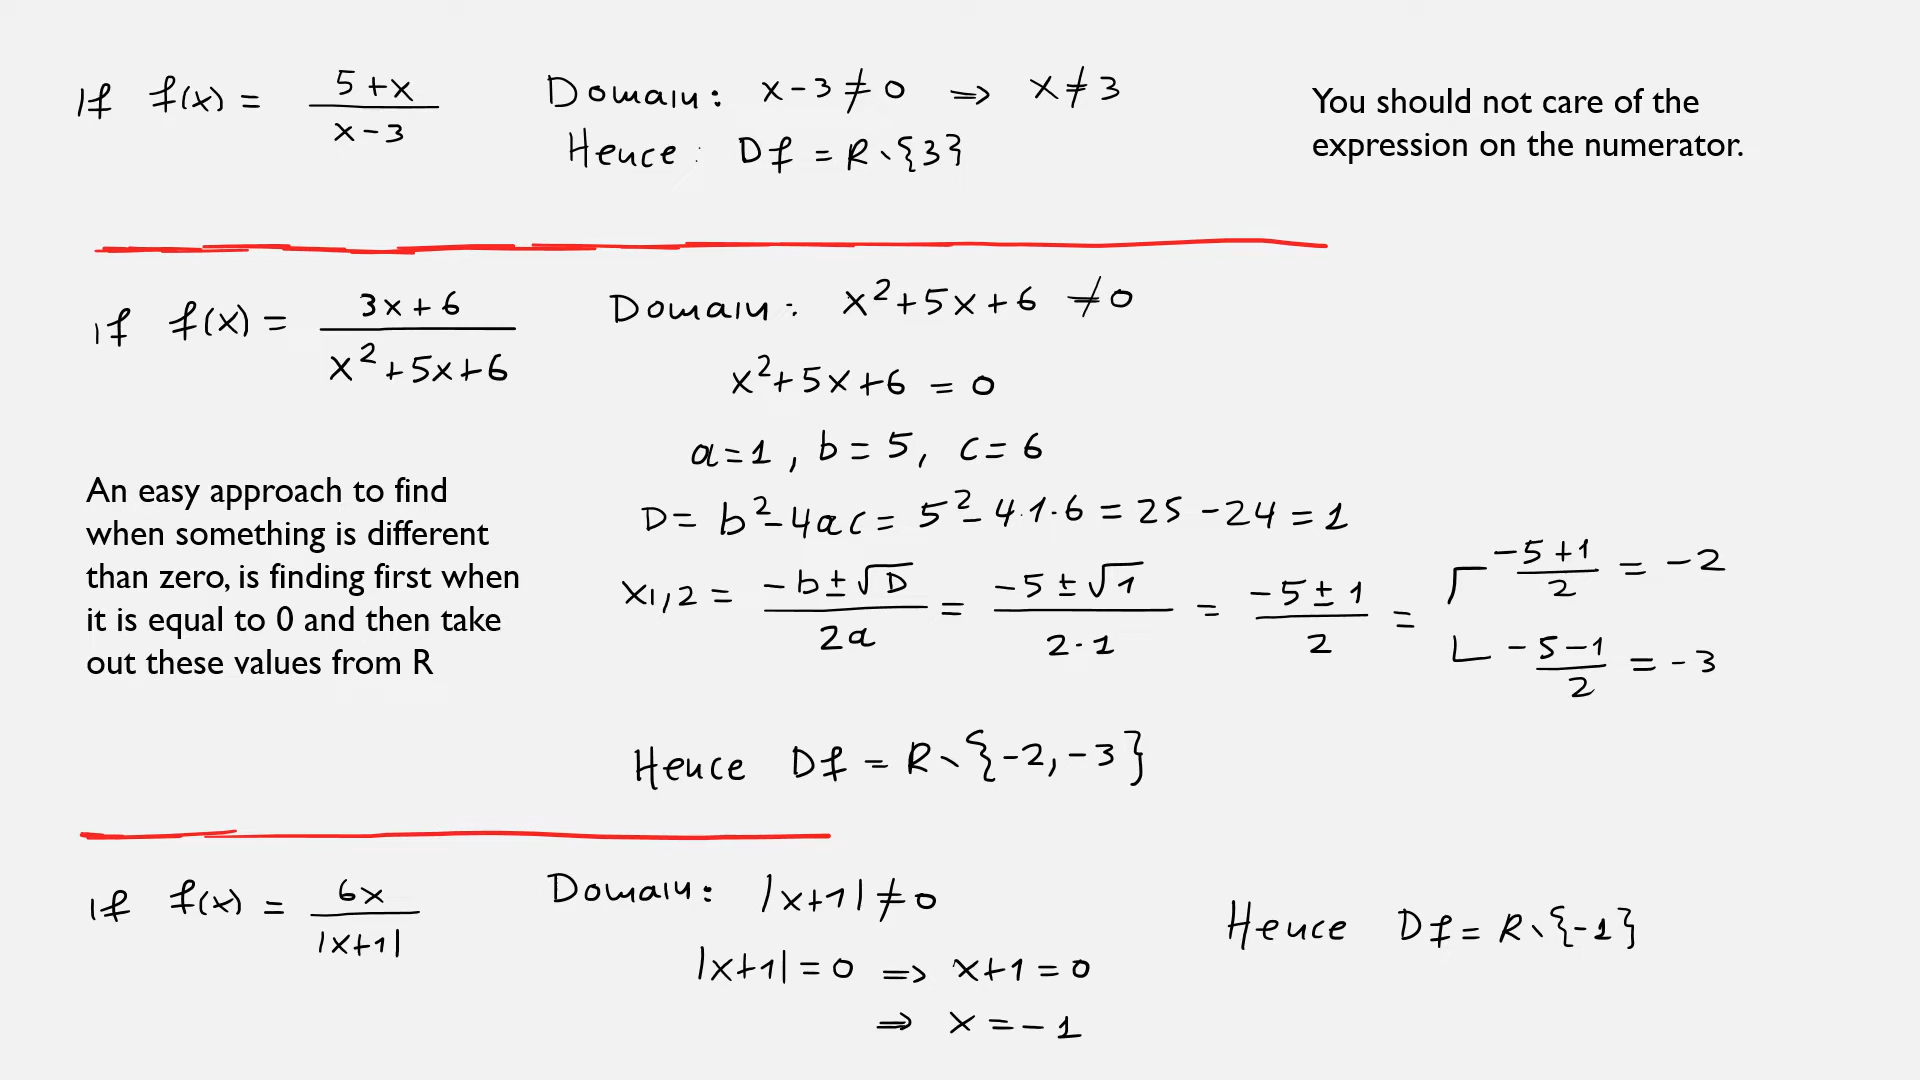 If f(x) = (5+x)/(x-3) Domain: x-3≠0 ⇒ x≠3
Hence: Df = R∖{3}
You should not care of the
expression on the numerator.
If f(x) = (3x+6)/(x²+5x+6) Domain: x²+5x+6 ≠0
x²+5x+6 = 0
a=1, b=5, c=6
D= b²-4ac = 5²-4·1·6 = 25-24 = 1
x1,2 = (-b±√D)/2a = (-5±√1)/(2·1) = (-5±1)/2 =
(-5+1)/2 = -2
(-5-1)/2 = -3
An easy approach to find
when something is different
than zero, is finding first when
it is equal to 0 and then take
out these values from R
Hence Df = R∖{-2,-3}
If f(x) = 6x/|x+1| Domain: |x+1|≠0
|x+1|=0 ⇒ x+1=0
⇒ x=-1
Hence Df = R∖{-1}